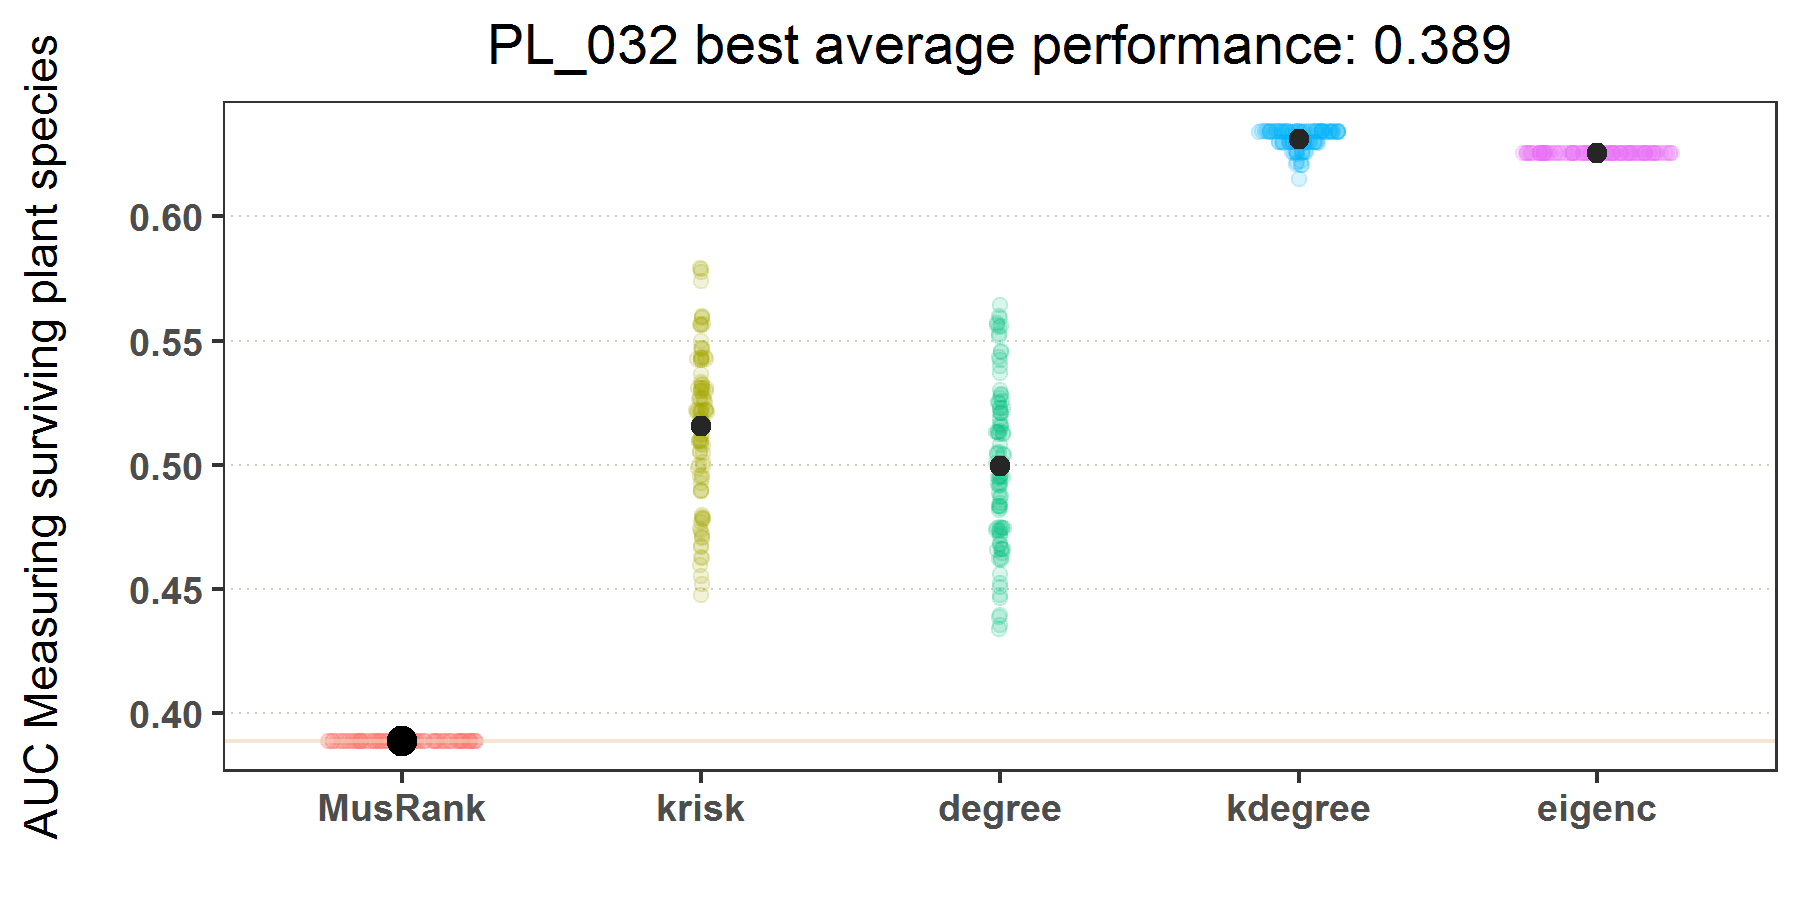 PL_032 best average performance: 0.389
AUC Measuring surviving plant species
0.60
0.55
0.50
0.45
0.40
MusRank krisk degree kdegree eigenc